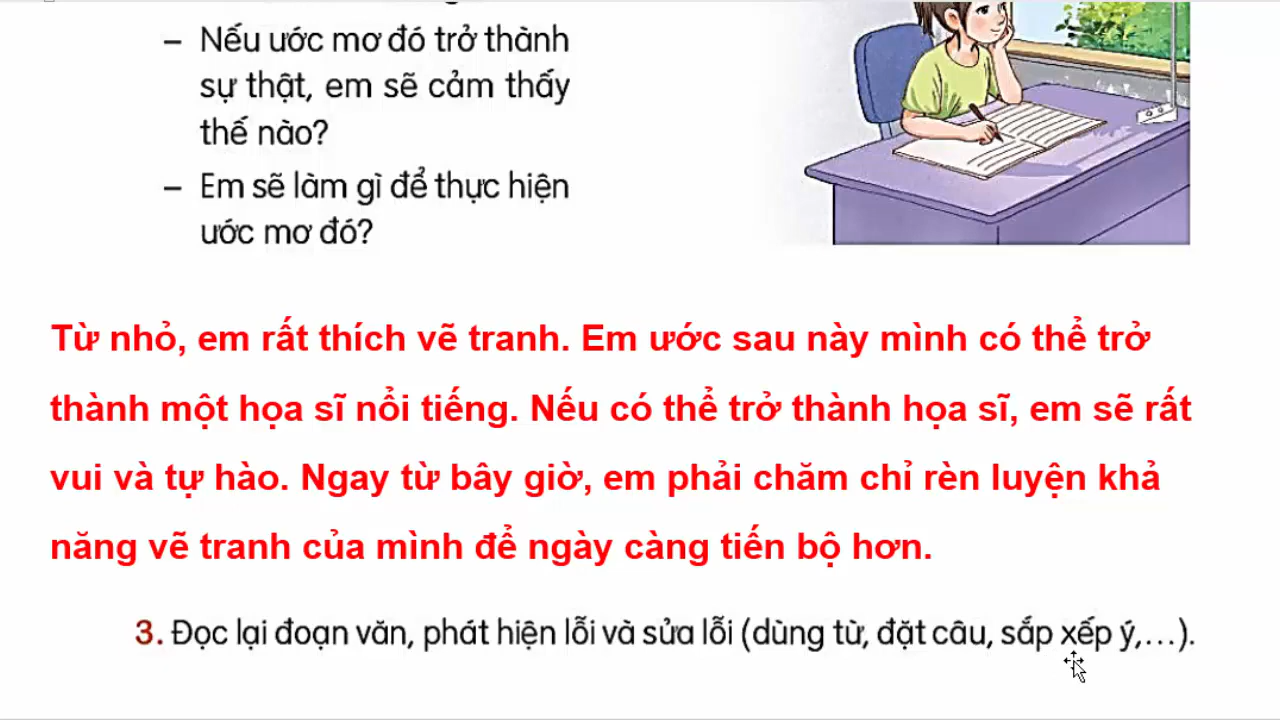 – Nếu ước mơ đó trở thành
sự thật, em sẽ cảm thấy
thế nào?
– Em sẽ làm gì để thực hiện
ước mơ đó?
Từ nhỏ, em rất thích vẽ tranh. Em ước sau này mình có thể trở
thành một họa sĩ nổi tiếng. Nếu có thể trở thành họa sĩ, em sẽ rất
vui và tự hào. Ngay từ bây giờ, em phải chăm chỉ rèn luyện khả
năng vẽ tranh của mình để ngày càng tiến bộ hơn.
3. Đọc lại đoạn văn, phát hiện lỗi và sửa lỗi (dùng từ, đặt câu, sắp xếp ý,...).